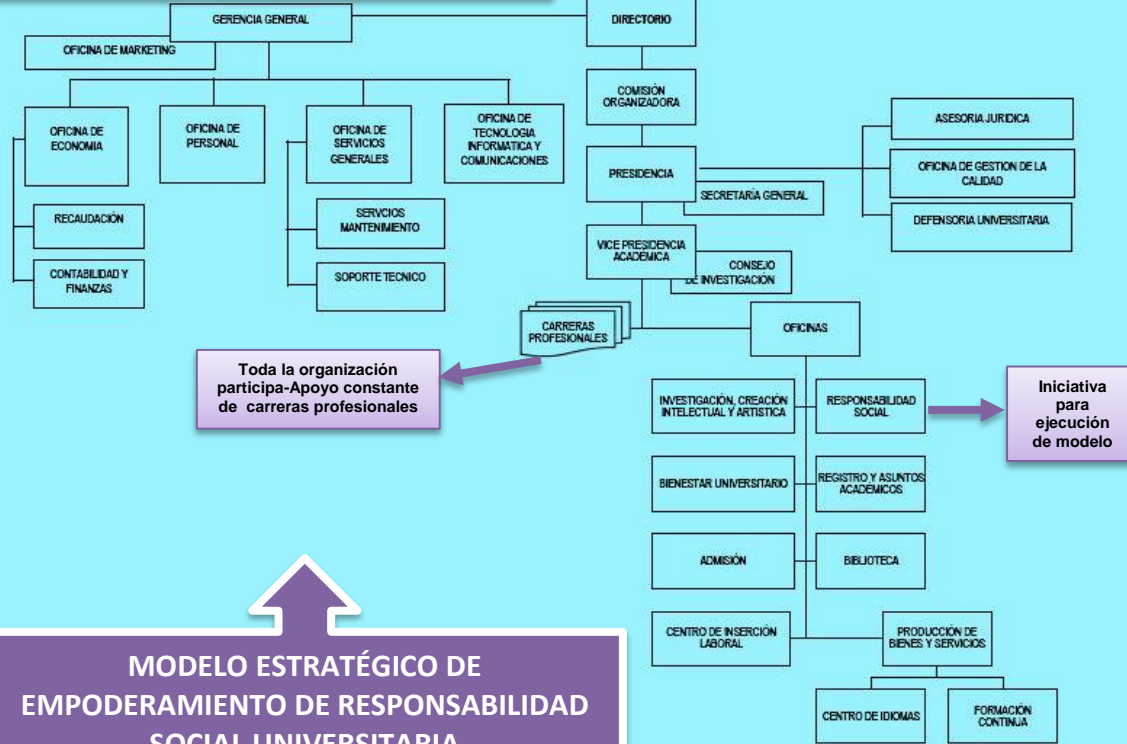 GERENCIA GENERAL
DIRECTORIO
OFICINA DE MARKETING
COMISIÓN
ORGANIZADORA
OFICINA DE
ECONOMIA
OFICINA DE
PERSONAL
OFICINA DE
SERVICIOS
GENERALES
OFICINA DE
TECNOLOGIA
INFORMATICA Y
COMUNICACIONES
ASESORIA JURIDICA
PRESIDENCIA
OFICINA DE GESTION DE LA
CALIDAD
SECRETARÍA GENERAL
DEFENSORIA UNIVERSITARIA
RECAUDACIÓN
SERVCIOS
MANTENIMIENTO
VICE PRESIDENCIA
ACADEMICA
CONSEJO
DE INVESTIGACIÓN
CONTABILIDAD Y
FINANZAS
SOPORTE TECNICO
CARRERAS
PROFESIONALES
OFICINAS
Toda la organización
participa-Apoyo constante
de carreras profesionales
INVESTIGACIÓN, CREACIÓN
INTELECTUAL Y ARTISTICA
RESPONSABILIDAD
SOCIAL
Iniciativa
para
ejecución
de modelo
BIENESTAR UNIVERSITARIO
REGISTRO Y ASUNTOS
ACADÉMICOS
ADMISIÓN
BIBLIOTECA
CENTRO DE INSERCIÓN
LABORAL
PRODUCCIÓN DE
BIENES Y SERVICIOS
CENTRO DE IDIOMAS
FORMACIÓN
CONTINUA
MODELO ESTRATÉGICO DE
EMPODERAMIENTO DE RESPONSABILIDAD
SOCIAL UNIVERSITARIA